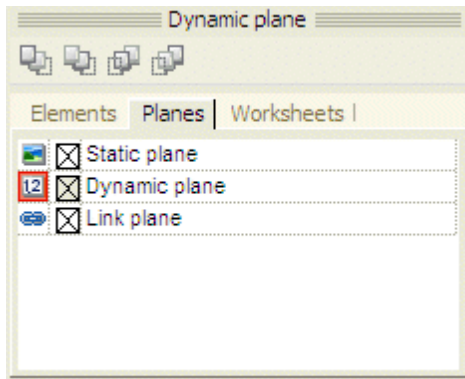 Dynamic plane
Elements Planes Worksheets
Static plane
12 Dynamic plane
Link plane